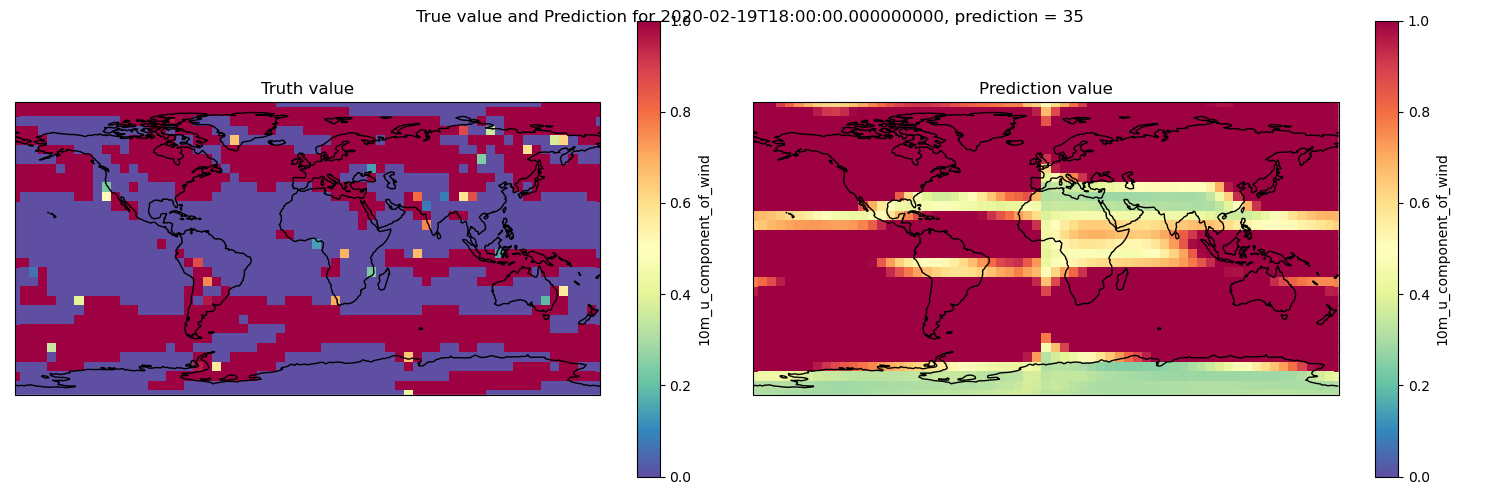 True value and Prediction for 2020-02-19T18:00:00.000000000, prediction = 35
Truth value
1.0
0.8
0.6
0.4
0.2
0.0
10m_u_component_of_wind
Prediction value
1.0
0.8
0.6
0.4
0.2
0.0
10m_u_component_of_wind